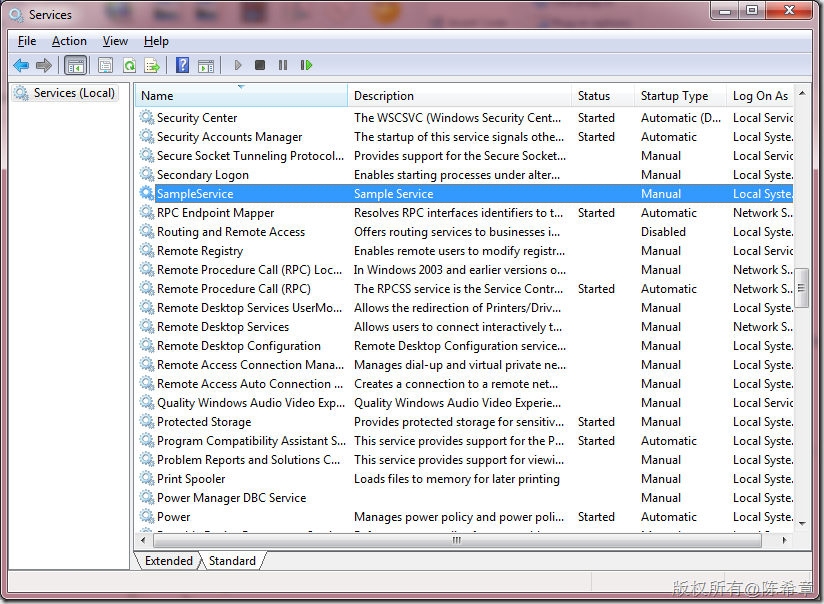 Services
File Action View Help
Services (Local)
Name Description Status Startup Type Log On As
Security Center The WSCSVC (Windows Security Cent... Started Automatic (D... Local Servic
Security Accounts Manager The startup of this service signals othe... Started Automatic Local Syste.
Secure Socket Tunneling Protocol... Provides support for the Secure Socket... Manual Local Servic
Secondary Logon Enables starting processes under alter... Manual Local Syste.
SampleService Sample Service Manual Local Syste.
RPC Endpoint Mapper Resolves RPC interfaces identifiers to t... Started Automatic Network S..
Routing and Remote Access Offers routing services to businesses i... Disabled Local Syste.
Remote Registry Enables remote users to modify registr... Manual Local Servic
Remote Procedure Call (RPC) Loc... In Windows 2003 and earlier versions o... Manual Network S..
Remote Procedure Call (RPC) The RPCSS service is the Service Contr... Started Automatic Network S..
Remote Desktop Services UserMo... Allows the redirection of Printers/Driv... Manual Local Syste.
Remote Desktop Services Allows users to connect interactively t... Manual Network S..
Remote Desktop Configuration Remote Desktop Configuration service... Manual Local Syste.
Remote Access Connection Mana... Manages dial-up and virtual private ne... Manual Local Syste.
Remote Access Auto Connection ... Creates a connection to a remote net... Manual Local Syste.
Quality Windows Audio Video Exp... Quality Windows Audio Video Experie... Manual Local Servic
Protected Storage Provides protected storage for sensitiv... Started Manual Local Syste.
Program Compatibility Assistant S... This service provides support for the P... Started Automatic Local Syste.
Problem Reports and Solutions C... This service provides support for viewi... Manual Local Syste.
Print Spooler Loads files to memory for later printing Manual Local Syste.
Power Manager DBC Service Manual Local Syste.
Power Manages power policy and power poli... Started Automatic Local Syste.
Extended Standard
版权所有@陈希章